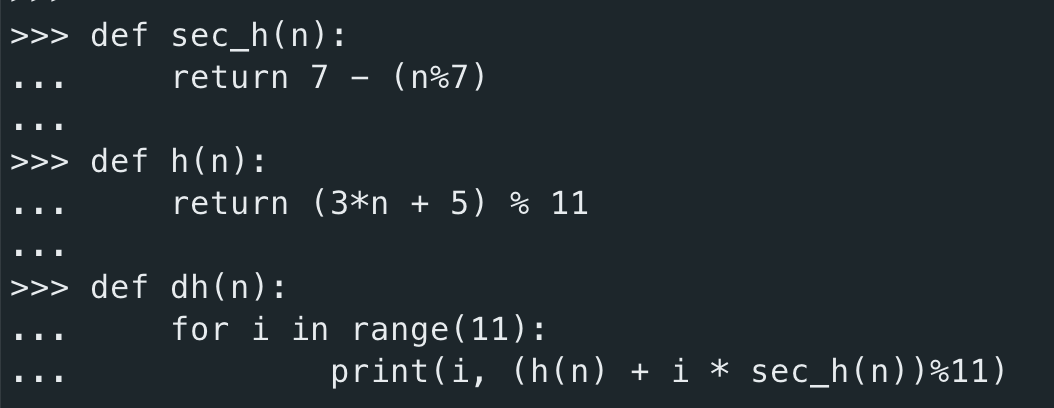 >>> def sec_h(n):
...     return 7 - (n%7)
...
>>> def h(n):
...     return (3*n + 5) % 11
...
>>> def dh(n):
...     for i in range(11):
...             print(i, (h(n) + i * sec_h(n))%11)